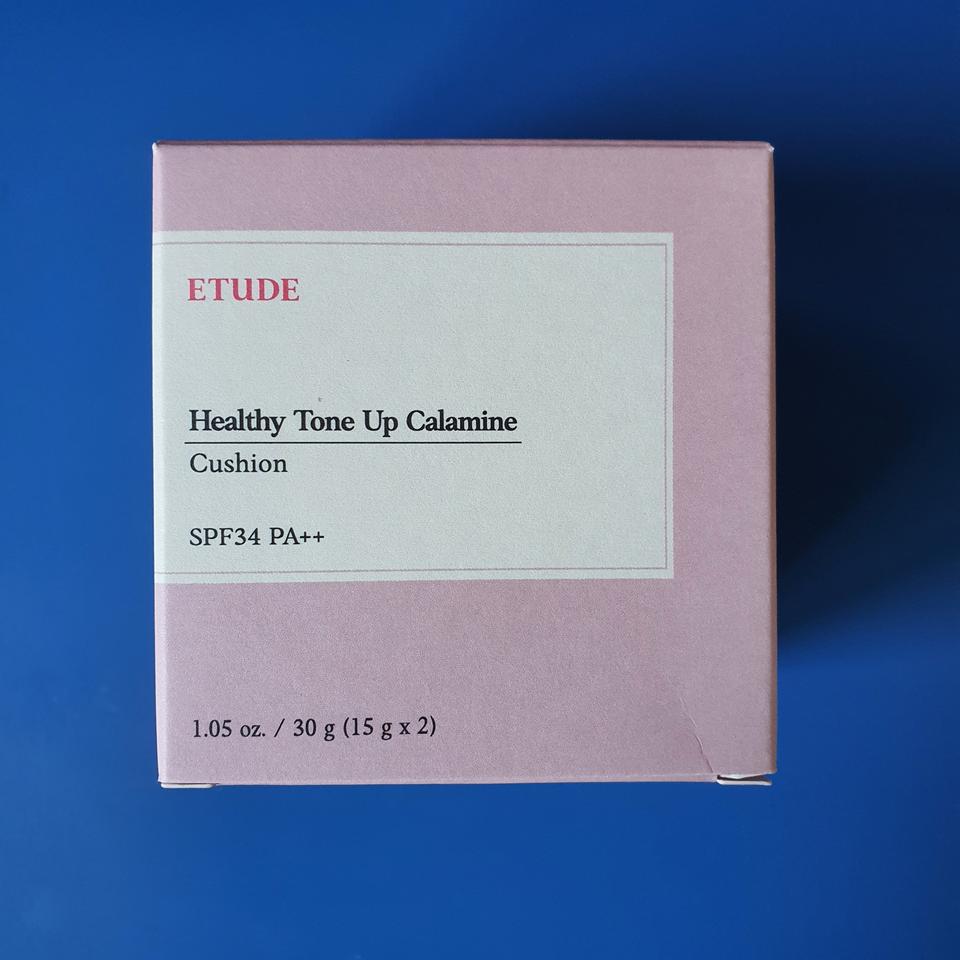 ETUDE
Healthy Tone Up Calamine
Cushion
SPF34 PA++
1.05 oz. / 30 g (15 g x 2)